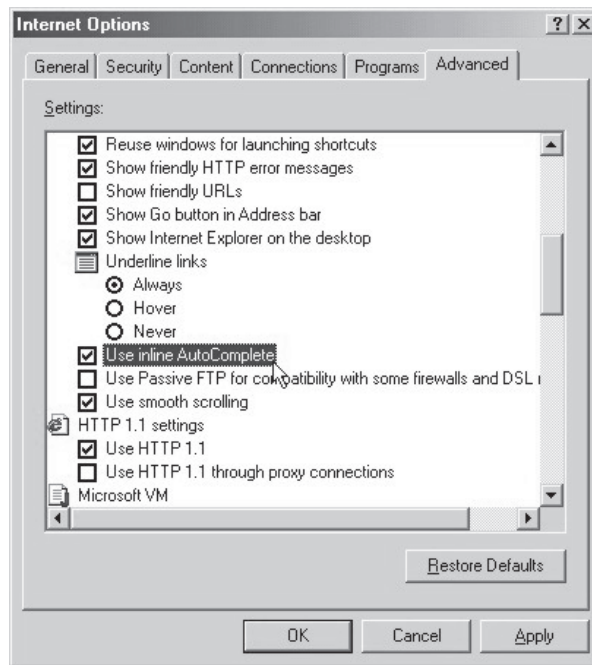 Internet Options
General Security Content Connections Programs Advanced
Settings:
Reuse windows for launching shortcuts
Show friendly HTTP error messages
Show friendly URLs
Show Go button in Address bar
Show Internet Explorer on the desktop
Underline links
Always
Hover
Never
Use inline AutoComplete
Use Passive FTP for compatibility with some firewalls and DSL
Use smooth scrolling
HTTP 1.1 settings
Use HTTP 1.1
Use HTTP 1.1 through proxy connections
Microsoft VM
Restore Defaults
OK Cancel Apply